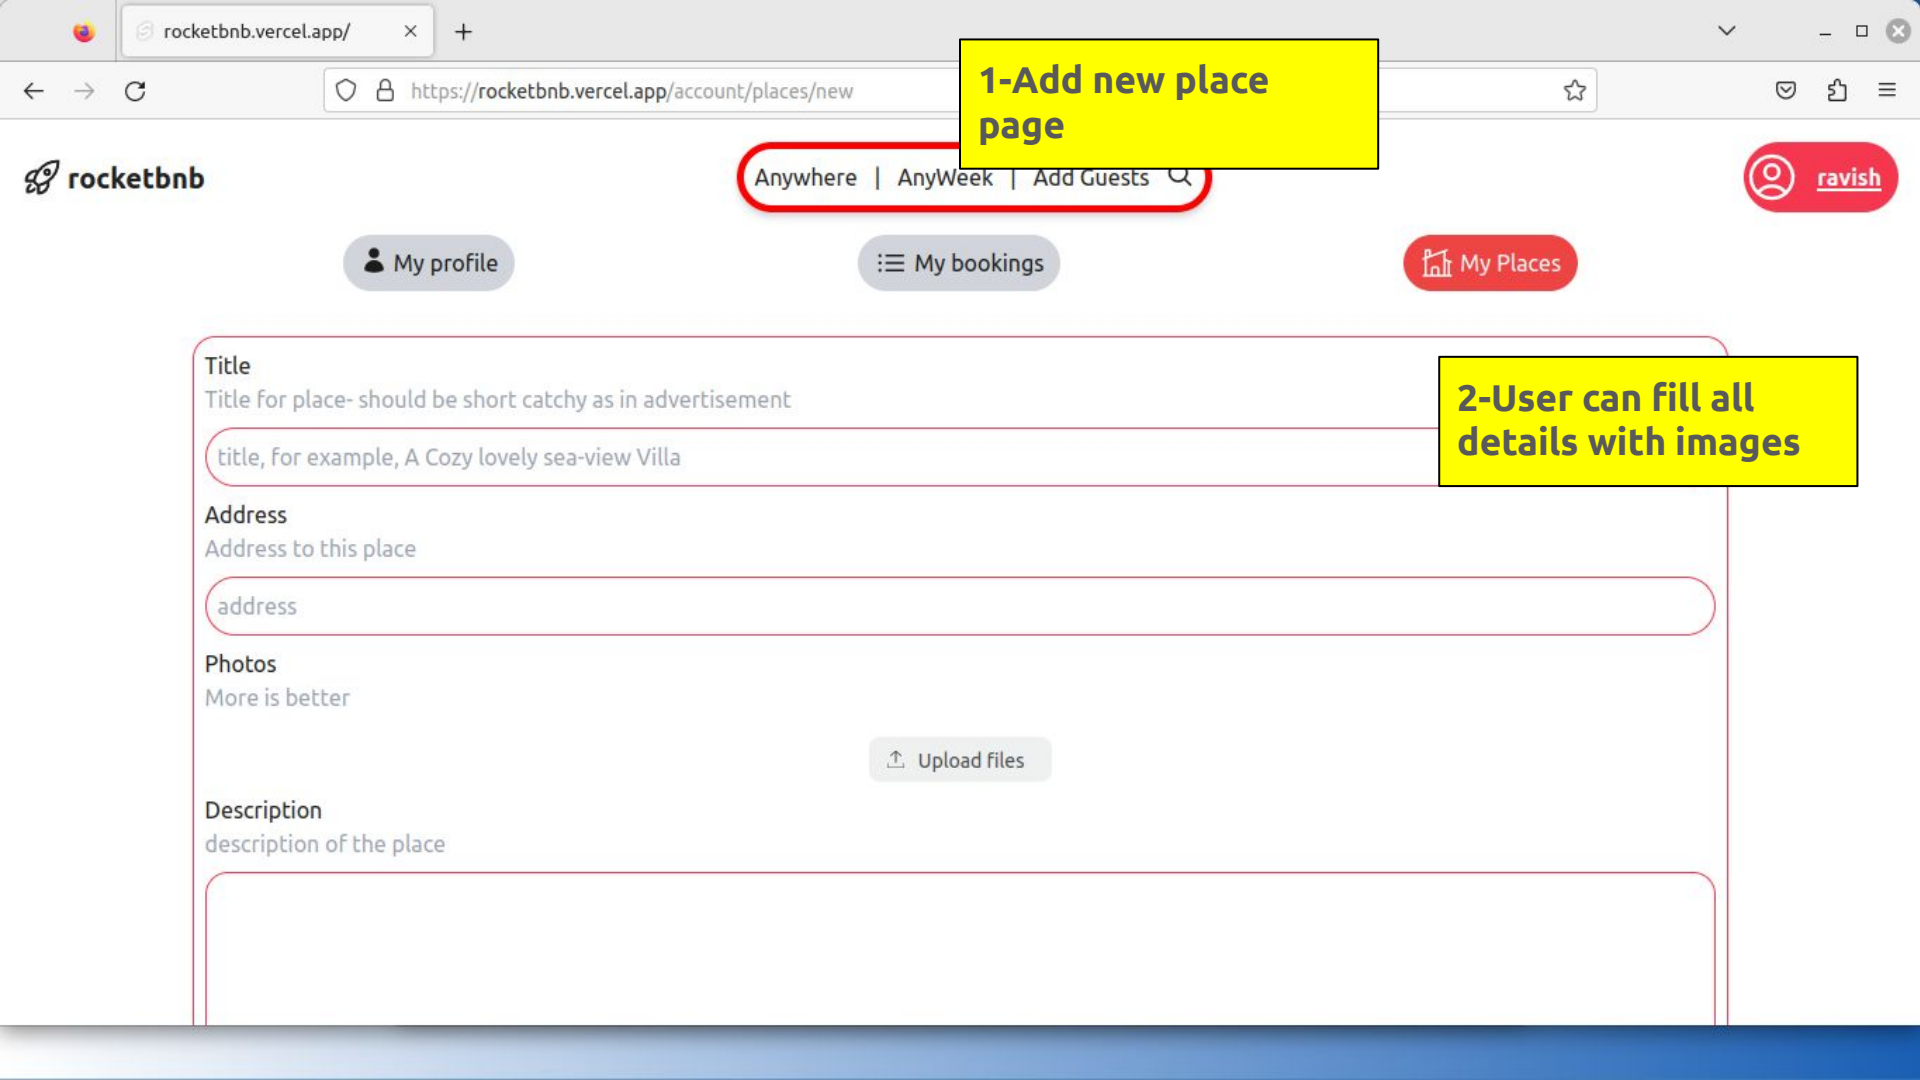 rocketbnb.vercel.app/
https://rocketbnb.vercel.app/account/places/new
1-Add new place
page
rocketbnb
Anywhere | AnyWeek | Add Guests
ravish
My profile
My bookings
My Places
Title
Title for place- should be short catchy as in advertisement
title, for example, A Cozy lovely sea-view Villa
2-User can fill all
details with images
Address
Address to this place
address
Photos
More is better
Upload files
Description
description of the place